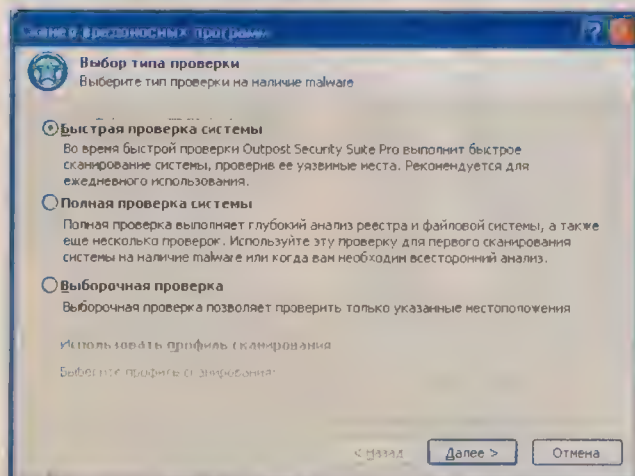 Сканер вредоносных программ
Выбор типа проверки
Выберите тип проверки на наличие malware
Быстрая проверка системы
Во время быстрой проверки Outpost Security Suite Pro выполнит быстрое
сканирование системы, проверив ее уязвимые места. Рекомендуется для
ежедневного использования.
Полная проверка системы
Полная проверка выполняет глубокий анализ реестра и файловой системы, а также
еще несколько проверок. Используйте эту проверку для первого сканирования
системы на наличие malware или когда вам необходим всесторонний анализ.
Выборочная проверка
Выборочная проверка позволяет проверить только указанные местоположения
Использовать профиль сканирования
Выберите профиль сканирования:
< Назад Далее > Отмена